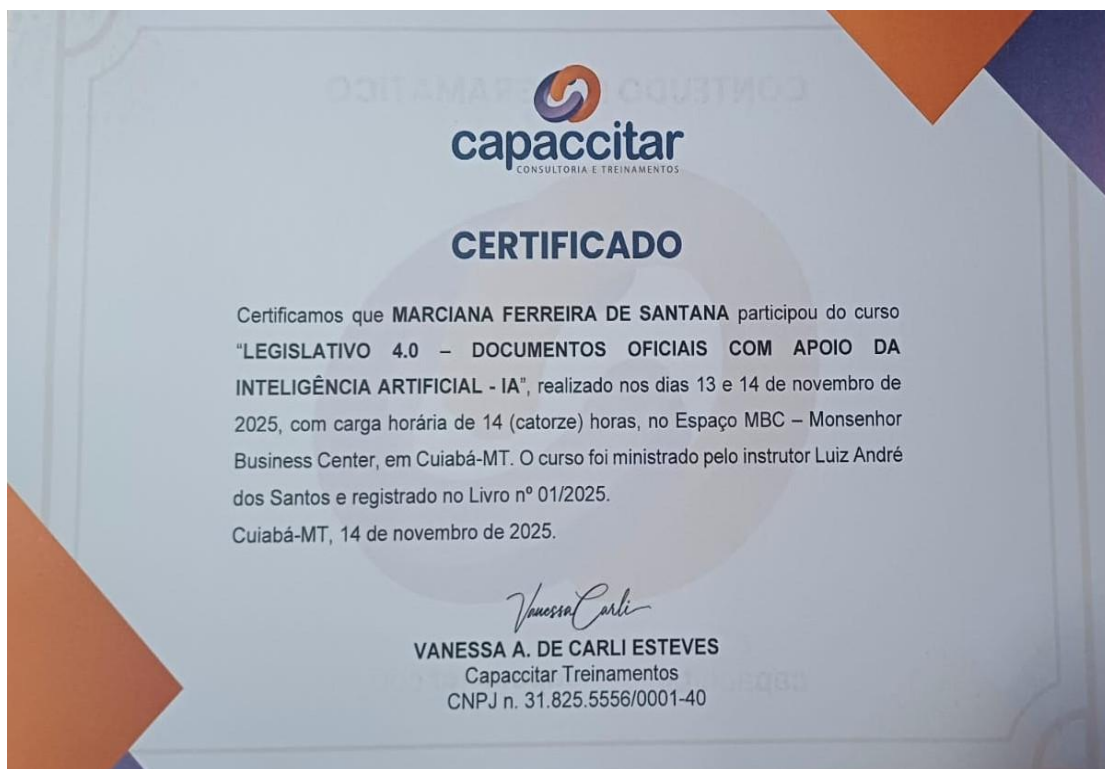 capaccitar
CONSULTORIA E TREINAMENTOS
CERTIFICADO
Certificamos que MARCIANA FERREIRA DE SANTANA participou do curso
“LEGISLATIVO 4.0 – DOCUMENTOS OFICIAIS COM APOIO DA
INTELIGÊNCIA ARTIFICIAL - IA”, realizado nos dias 13 e 14 de novembro de
2025, com carga horária de 14 (catorze) horas, no Espaço MBC – Monsenhor
Business Center, em Cuiabá-MT. O curso foi ministrado pelo instrutor Luiz André
dos Santos e registrado no Livro nº 01/2025.
Cuiabá-MT, 14 de novembro de 2025.
Vanessa Carli
VANESSA A. DE CARLI ESTEVES
Capaccitar Treinamentos
CNPJ n. 31.825.5556/0001-40